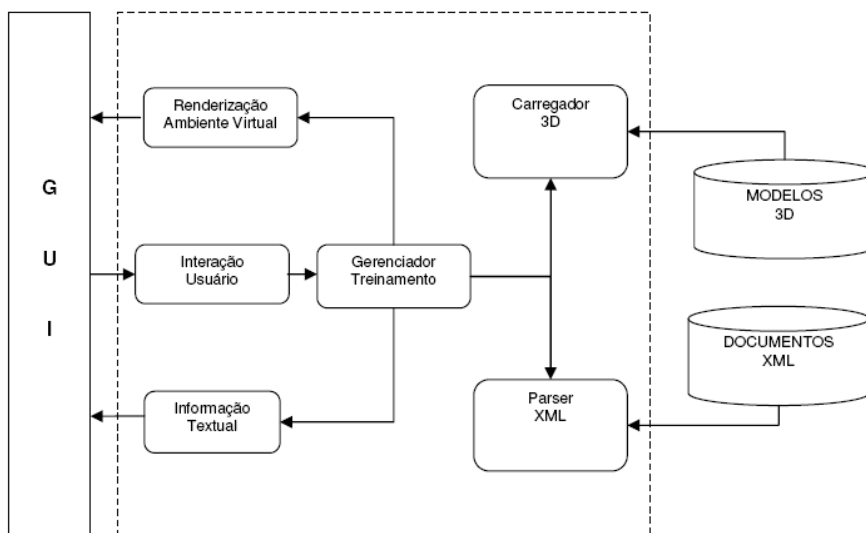 G
U
I
Renderização
Ambiente Virtual
Interação
Usuário
Informação
Textual
Gerenciador
Treinamento
Carregador
3D
Parser
XML
MODELOS
3D
DOCUMENTOS
XML